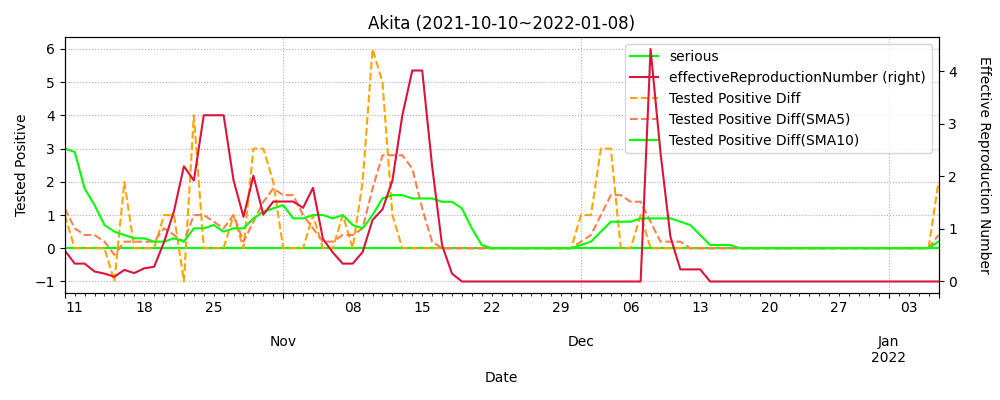 Akita (2021-10-10~2022-01-08)
serious
effectiveReproductionNumber (right)
Tested Positive Diff
Tested Positive Diff(SMA5)
Tested Positive Diff(SMA10)
Tested Positive
6
5
4
3
2
1
0
−1
4
3
2
1
0
Effective Reproduction Number
11 18 25 08 15 22 29 06 13 20 27 03
Nov Dec Jan
2022
Date